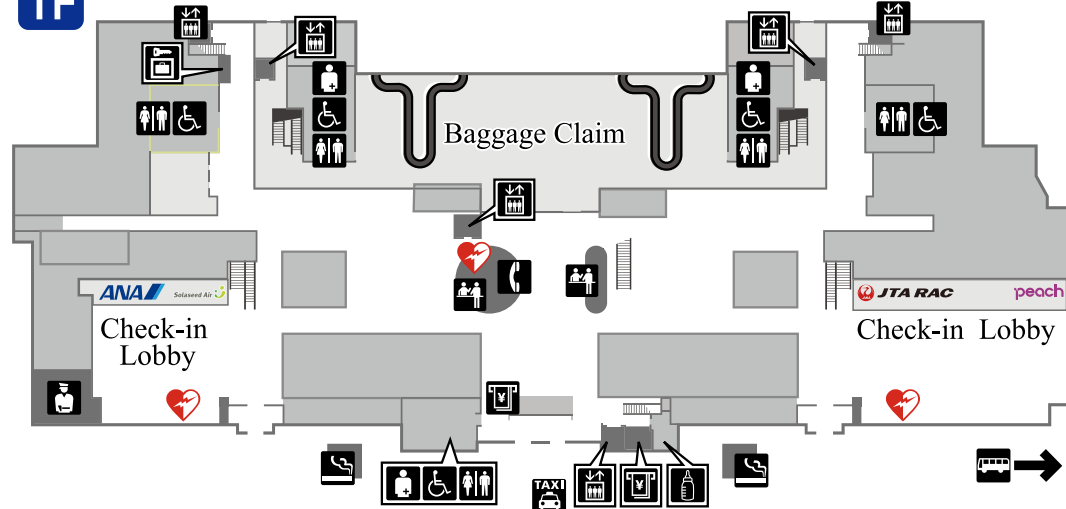 1F
Baggage Claim
ANA Solaseed Air
Check-in
Lobby
JTA RAC peach
Check-in Lobby
¥
TAXI
¥